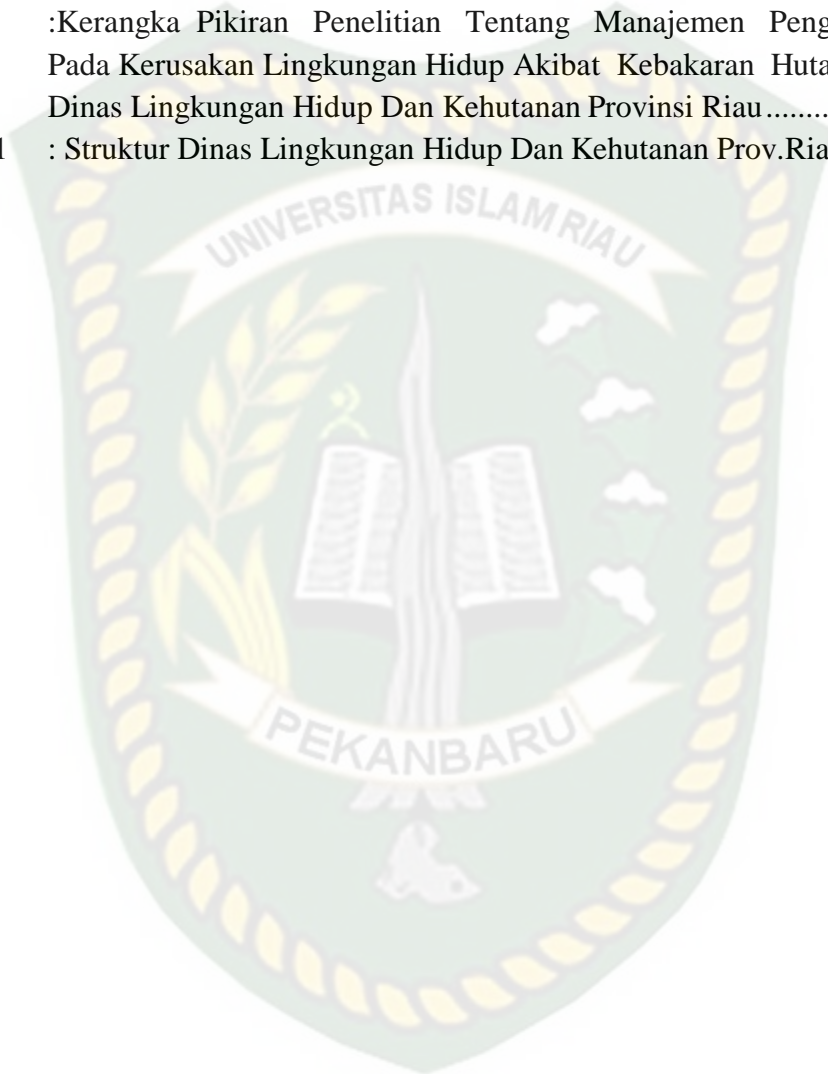 :Kerangka Pikiran Penelitian Tentang Manajemen Peng
Pada Kerusakan Lingkungan Hidup Akibat Kebakaran Huta
Dinas Lingkungan Hidup Dan Kehutanan Provinsi Riau........
1 : Struktur Dinas Lingkungan Hidup Dan Kehutanan Prov.Ria
UNIVERSITAS ISLAM RIAU
PEKANBARU